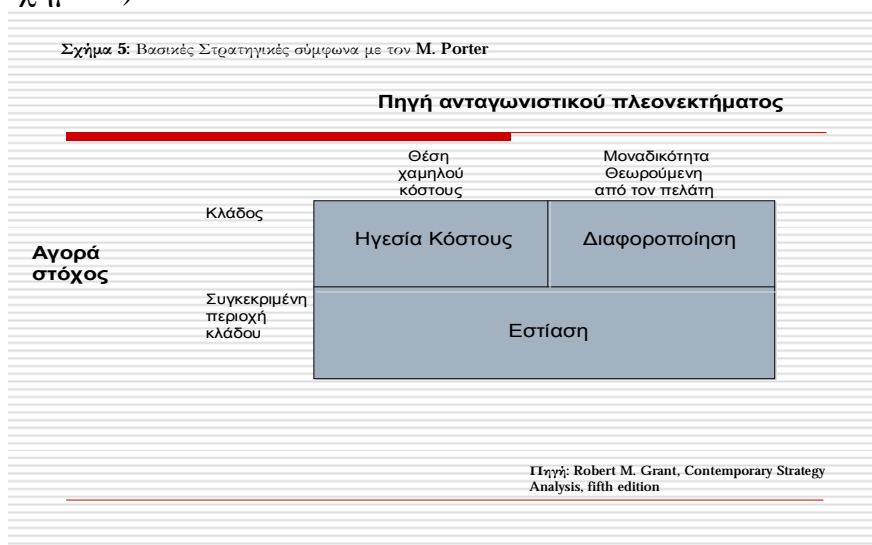 Σχήμα 5: Βασικές Στρατηγικές σύμφωνα με τον M. Porter
Πηγή ανταγωνιστικού πλεονεκτήματος
Θέση
χαμηλού
κόστους
Μοναδικότητα
Θεωρούμενη
από τον πελάτη
Κλάδος
Ηγεσία Κόστους
Διαφοροποίηση
Αγορά
στόχος
Συγκεκριμένη
περιοχή
κλάδου
Εστίαση
Πηγή: Robert M. Grant, Contemporary Strategy
Analysis, fifth edition